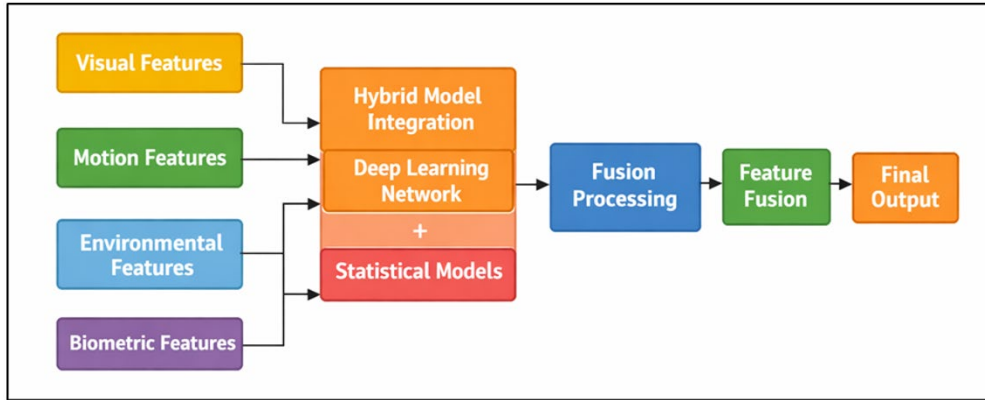 Visual Features
Motion Features
Environmental
Features
Biometric Features
Hybrid Model
Integration
Deep Learning
Network
+
Statistical Models
Fusion
Processing
Feature
Fusion
Final
Output